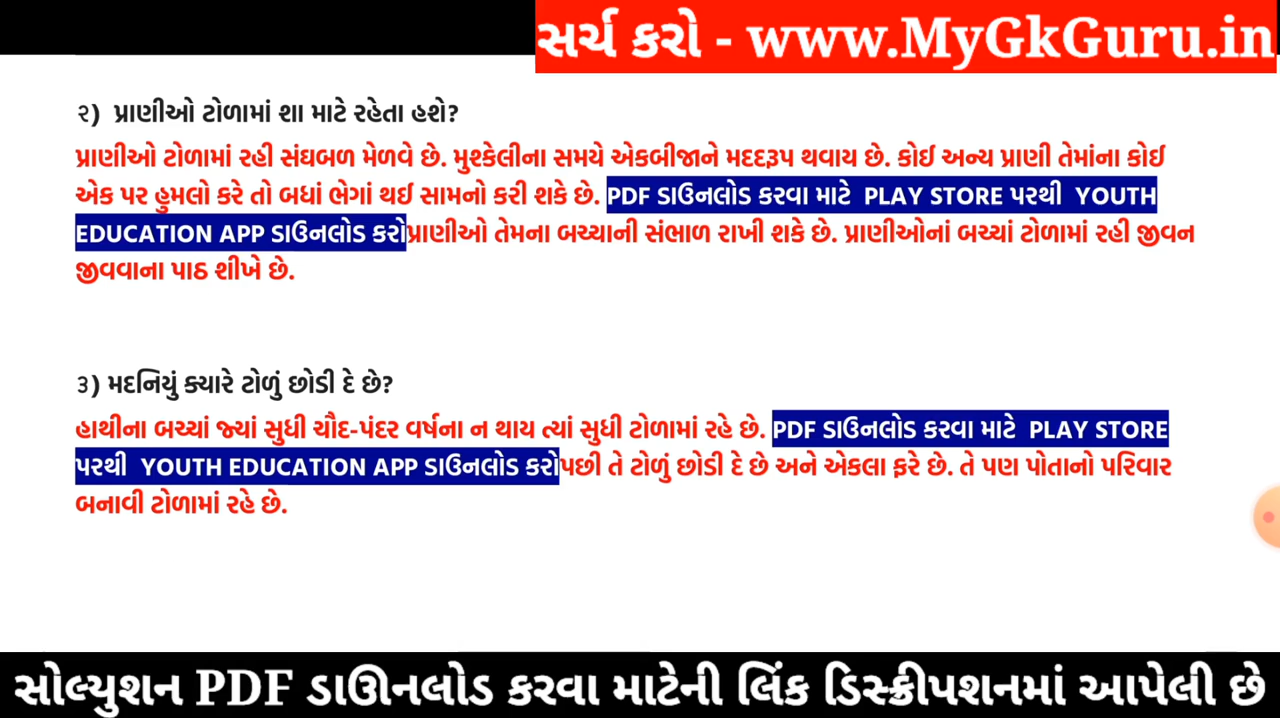 સર્ચ કરો - www.MyGkGuru.in
૨) પ્રાણીઓ ટોળામાં શા માટે રહેતા હશે?
પ્રાણીઓ ટોળામાં રહી સંઘબળ મેળવે છે. મુશ્કેલીના સમયે એકબીજાને મદદરૂપ થવાય છે. કોઈ અન્ય પ્રાણી તેમાંના કોઈ
એક પર હુમલો કરે તો બધાં ભેગાં થઈ સામનો કરી શકે છે. PDF ડાઉનલોડ કરવા માટે PLAY STORE પરથી YOUTH
EDUCATION APP ડાઉનલોડ કરોપ્રાણીઓ તેમના બચ્ચાની સંભાળ રાખી શકે છે. પ્રાણીઓનાં બચ્ચાં ટોળામાં રહી જીવન
જીવવાના પાઠ શીખે છે.
૩) મદનિયું ક્યારે ટોળું છોડી દે છે?
હાથીના બચ્ચાં જ્યાં સુધી ચૌદ-પંદર વર્ષના ન થાય ત્યાં સુધી ટોળામાં રહે છે. PDF ડાઉનલોડ કરવા માટે PLAY STORE
પરથી YOUTH EDUCATION APP ડાઉનલોડ કરોપછી તે ટોળું છોડી દે છે અને એકલા ફરે છે. તે પણ પોતાનો પરિવાર
બનાવી ટોળામાં રહે છે.
સોલ્યુશન PDF ડાઊનલોડ કરવા માટેની લિંક ડિસ્ક્રીપશનમાં આપેલી છે